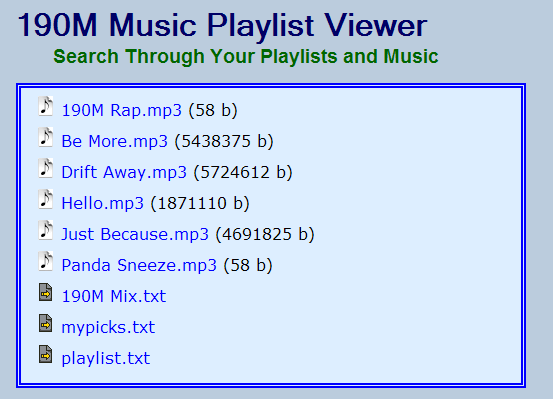 190M Music Playlist Viewer
Search Through Your Playlists and Music
190M Rap.mp3 (58 b)
Be More.mp3 (5438375 b)
Drift Away.mp3 (5724612 b)
Hello.mp3 (1871110 b)
Just Because.mp3 (4691825 b)
Panda Sneeze.mp3 (58 b)
190M Mix.txt
mypicks.txt
playlist.txt